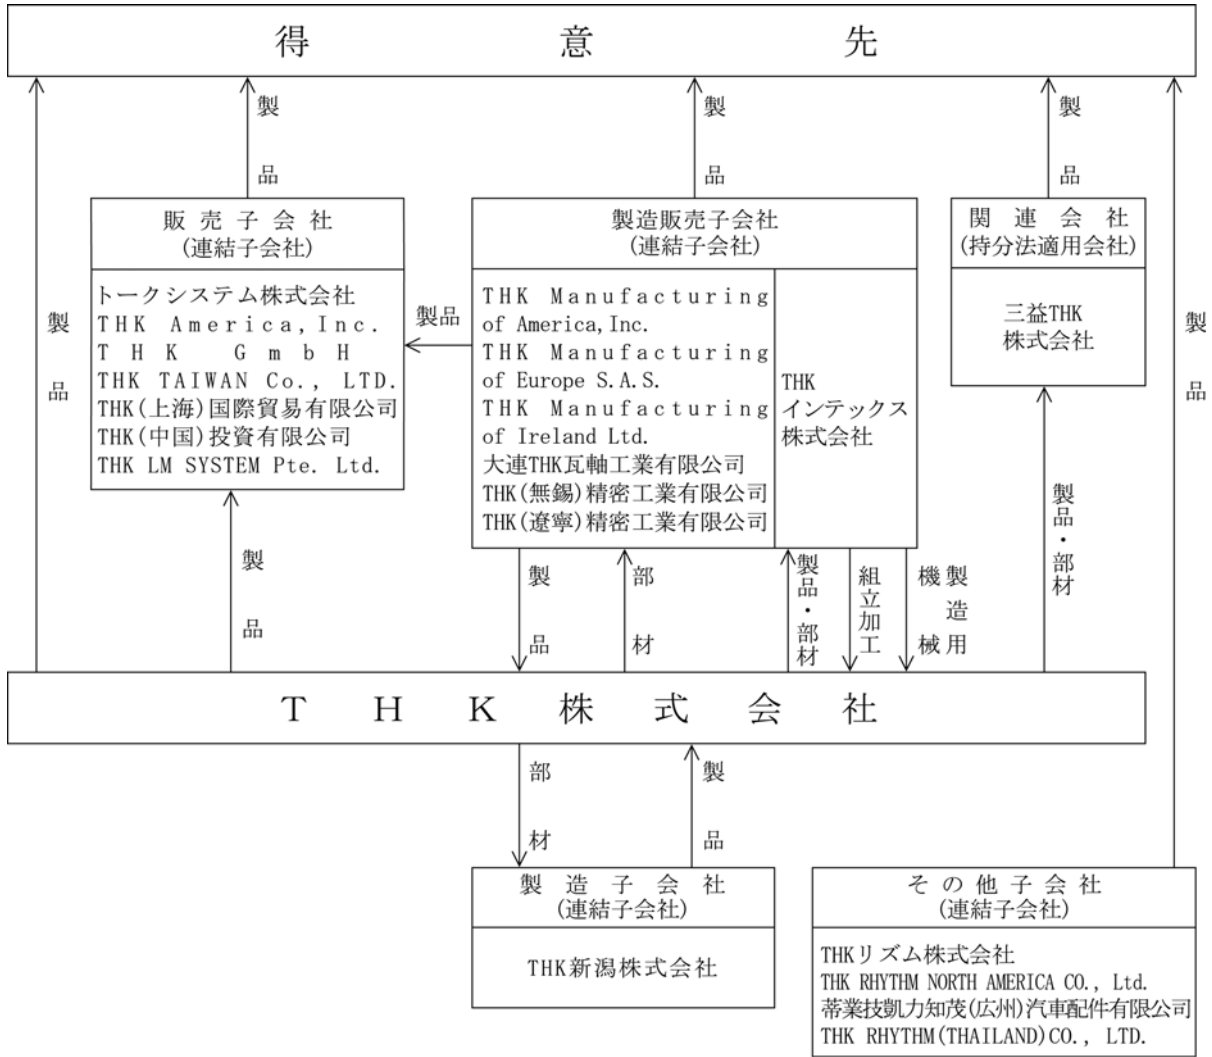 得意先
製品
製品
製品
製品
製品
販売子会社
(連結子会社)
トークシステム株式会社
THK America,Inc.
THK GmbH
THK TAIWAN Co., LTD.
THK(上海)国際貿易有限公司
THK(中国)投資有限公司
THK LM SYSTEM Pte. Ltd.
製品
製造販売子会社
(連結子会社)
THK Manufacturing
of America,Inc.
THK Manufacturing
of Europe S.A.S.
THK Manufacturing
of Ireland Ltd.
大連THK瓦軸工業有限公司
THK(無錫)精密工業有限公司
THK(遼寧)精密工業有限公司
THK
インテックス
株式会社
関連会社
(持分法適用会社)
三益THK
株式会社
製品
製品
部材
製品・部材
組立加工
製造用
機械
製品・部材
THK株式会社
部材
製品
製造子会社
(連結子会社)
THK新潟株式会社
その他子会社
(連結子会社)
THKリズム株式会社
THK RHYTHM NORTH AMERICA CO., Ltd.
蒂業技凱力知茂(広州)汽車配件有限公司
THK RHYTHM(THAILAND)CO., LTD.